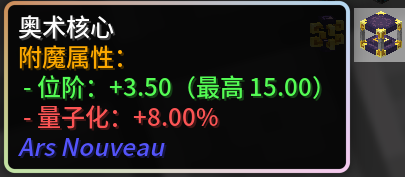 奥术核心
附魔属性：
- 位阶：+3.50（最高 15.00）
- 量子化：+8.00%
Ars Nouveau